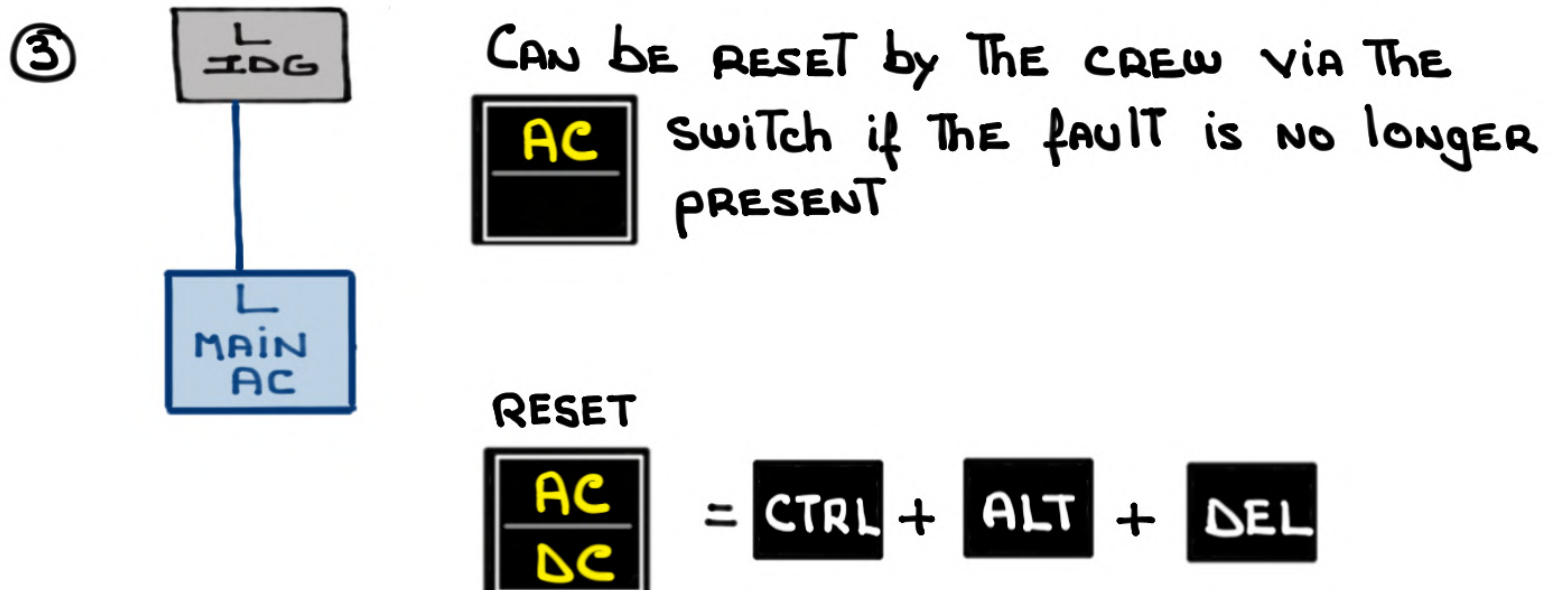 3
L
IDG
CAN bE RESET by ThE CREW ViA ThE
AC
SwiTch if ThE fAulT is NO lONgER
PRESENT
L
MAiN
AC
RESET
AC
DC
= CTRL + ALT + DEL